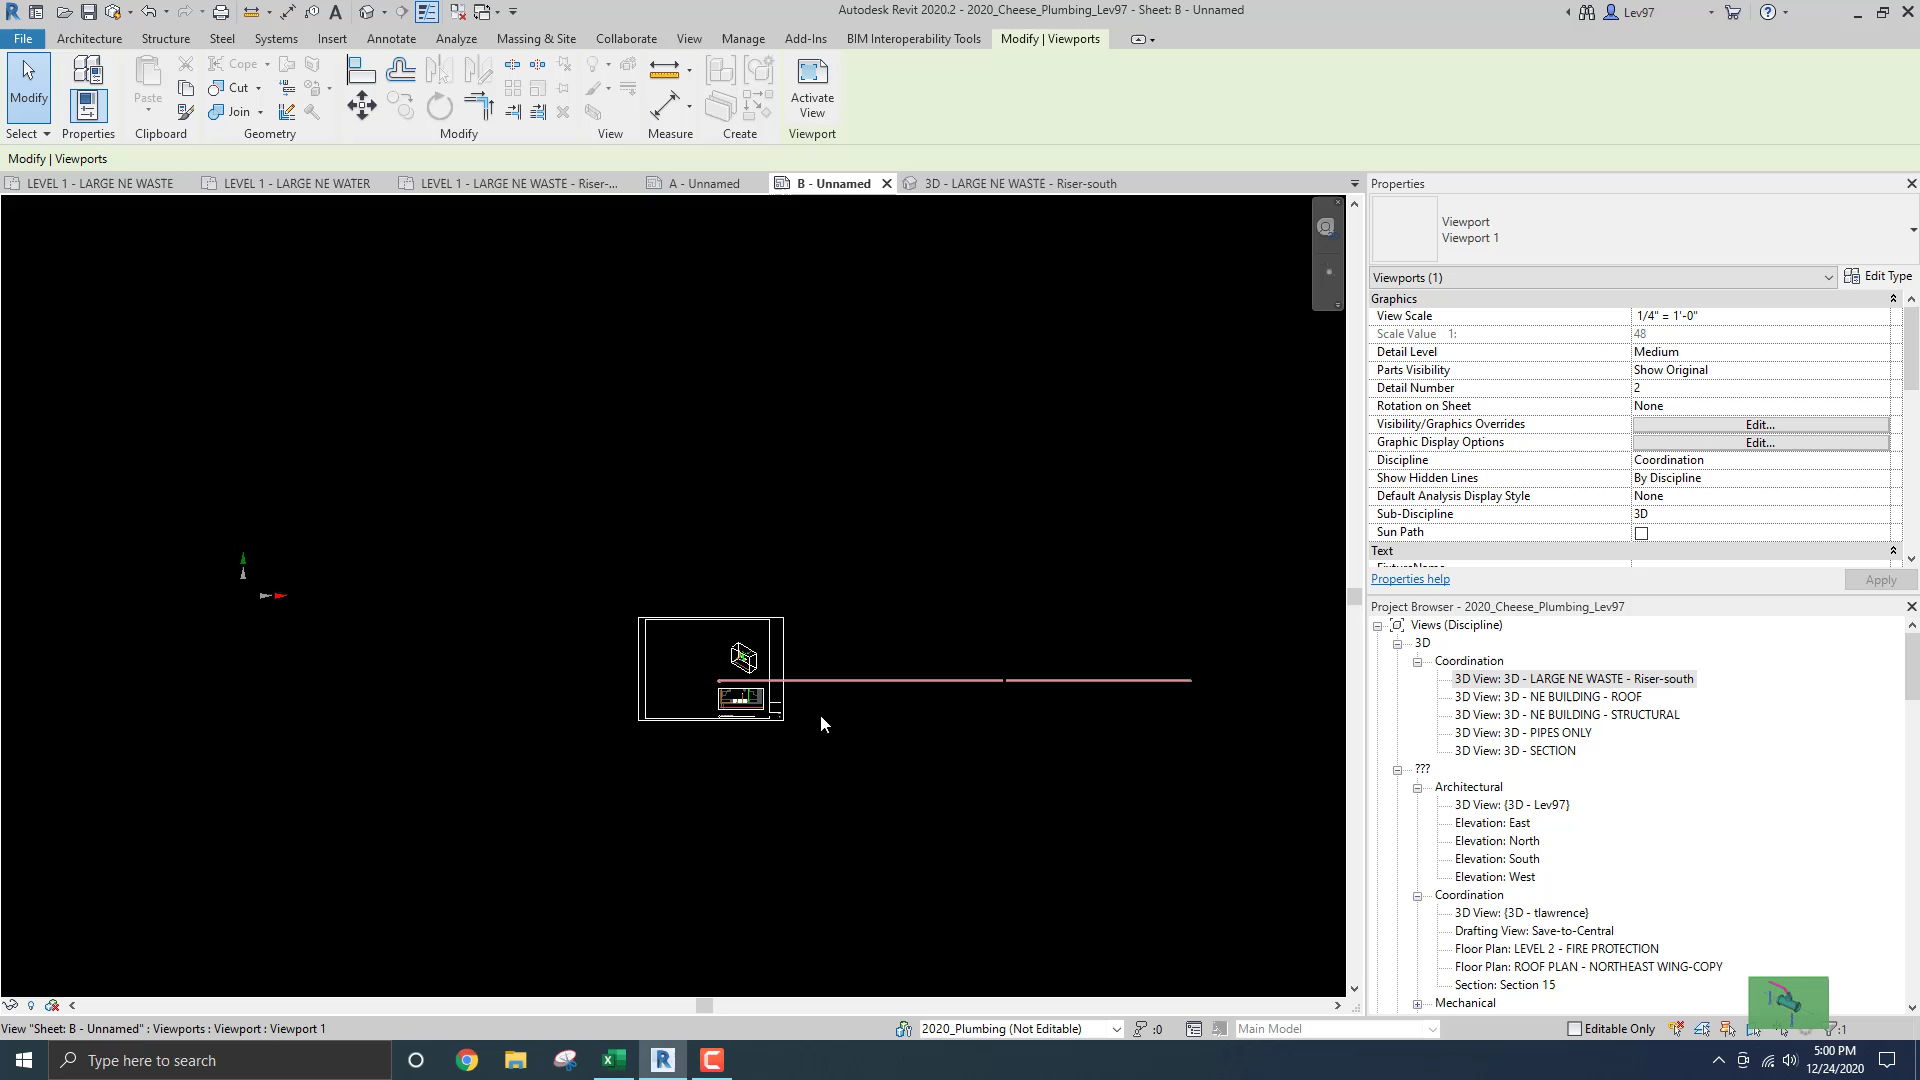 Autodesk Revit 2020.2 - 2020_Cheese_Plumbing_Lev97 - Sheet: B - Unnamed
Lev97
File Architecture Structure Steel Systems Insert Annotate Analyze Massing & Site Collaborate View Manage Add-Ins BIM Interoperability Tools Modify | Viewports
Modify
Paste
Cope
Cut
Join
Activate
View
Select Properties Clipboard Geometry Modify View Measure Create Viewport
Modify | Viewports
LEVEL 1 - LARGE NE WASTE LEVEL 1 - LARGE NE WATER LEVEL 1 - LARGE NE WASTE - Riser-... A - Unnamed B - Unnamed 3D - LARGE NE WASTE - Riser-south
Properties
Viewport
Viewport 1
Viewports (1) Edit Type
Graphics
View Scale 1/4" = 1'-0"
Scale Value 1: 48
Detail Level Medium
Parts Visibility Show Original
Detail Number 2
Rotation on Sheet None
Visibility/Graphics Overrides Edit...
Graphic Display Options Edit...
Discipline Coordination
Show Hidden Lines By Discipline
Default Analysis Display Style None
Sub-Discipline 3D
Sun Path
Text
Properties help Apply
Project Browser - 2020_Cheese_Plumbing_Lev97
Views (Discipline)
3D
Coordination
3D View: 3D - LARGE NE WASTE - Riser-south
3D View: 3D - NE BUILDING - ROOF
3D View: 3D - NE BUILDING - STRUCTURAL
3D View: 3D - PIPES ONLY
3D View: 3D - SECTION
???
Architectural
3D View: {3D - Lev97}
Elevation: East
Elevation: North
Elevation: South
Elevation: West
Coordination
3D View: {3D - tlawrence}
Drafting View: Save-to-Central
Floor Plan: LEVEL 2 - FIRE PROTECTION
Floor Plan: ROOF PLAN - NORTHEAST WING-COPY
Section: Section 15
Mechanical
View "Sheet: B - Unnamed" : Viewports : Viewport : Viewport 1
2020_Plumbing (Not Editable) :0 Main Model Editable Only :1
Type here to search
5:00 PM
12/24/2020